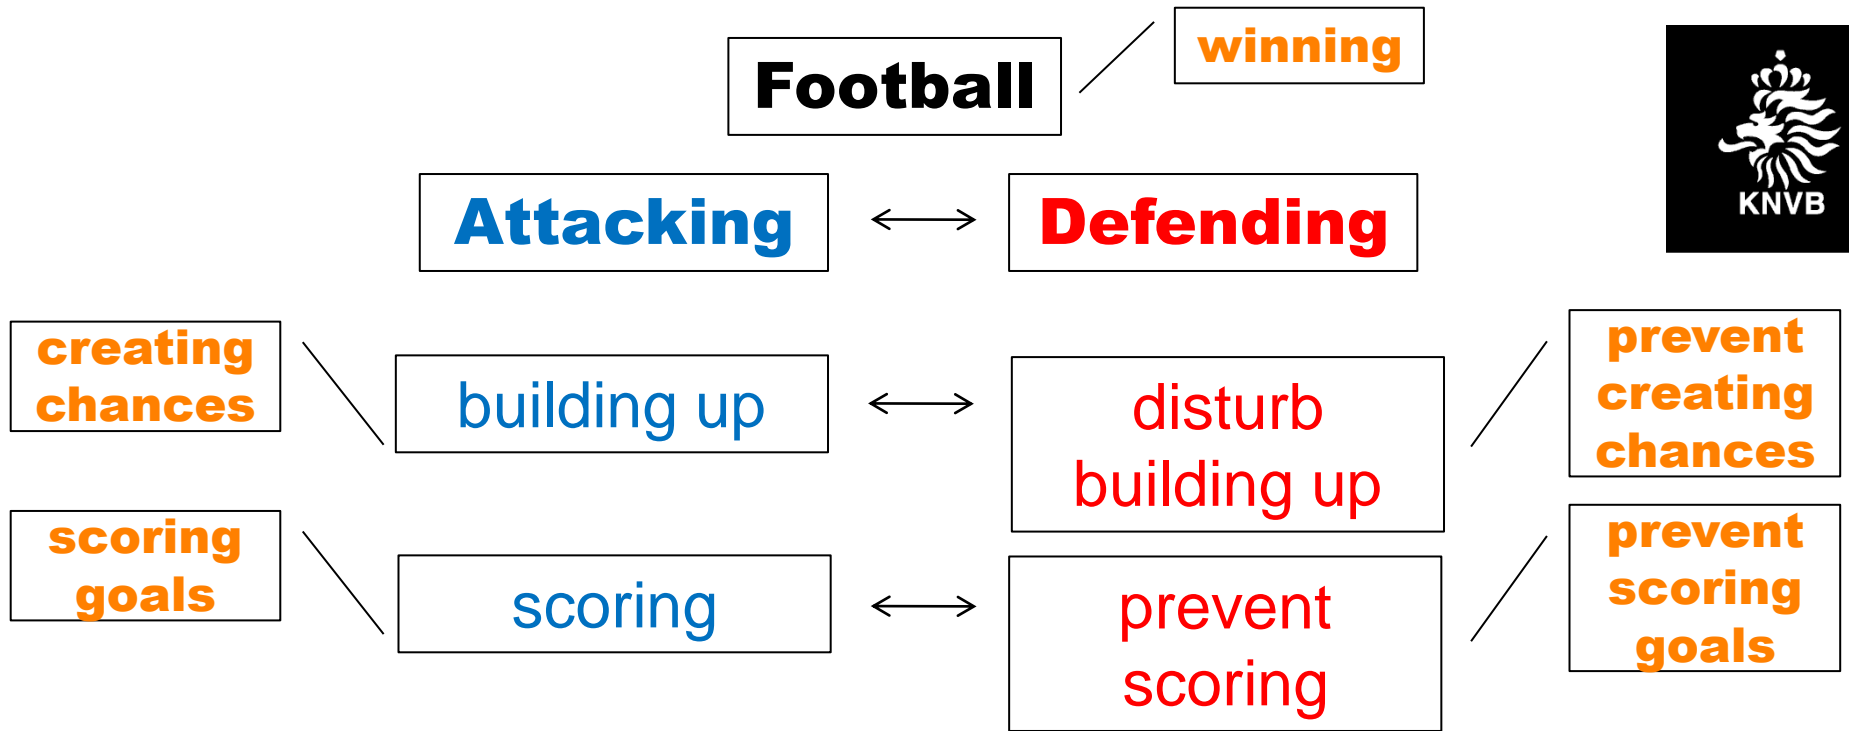 winning
Football
KNVB
Attacking
Defending
creating
chances
building up
disturb
building up
prevent
creating
chances
scoring
goals
scoring
prevent
scoring
prevent
scoring
goals